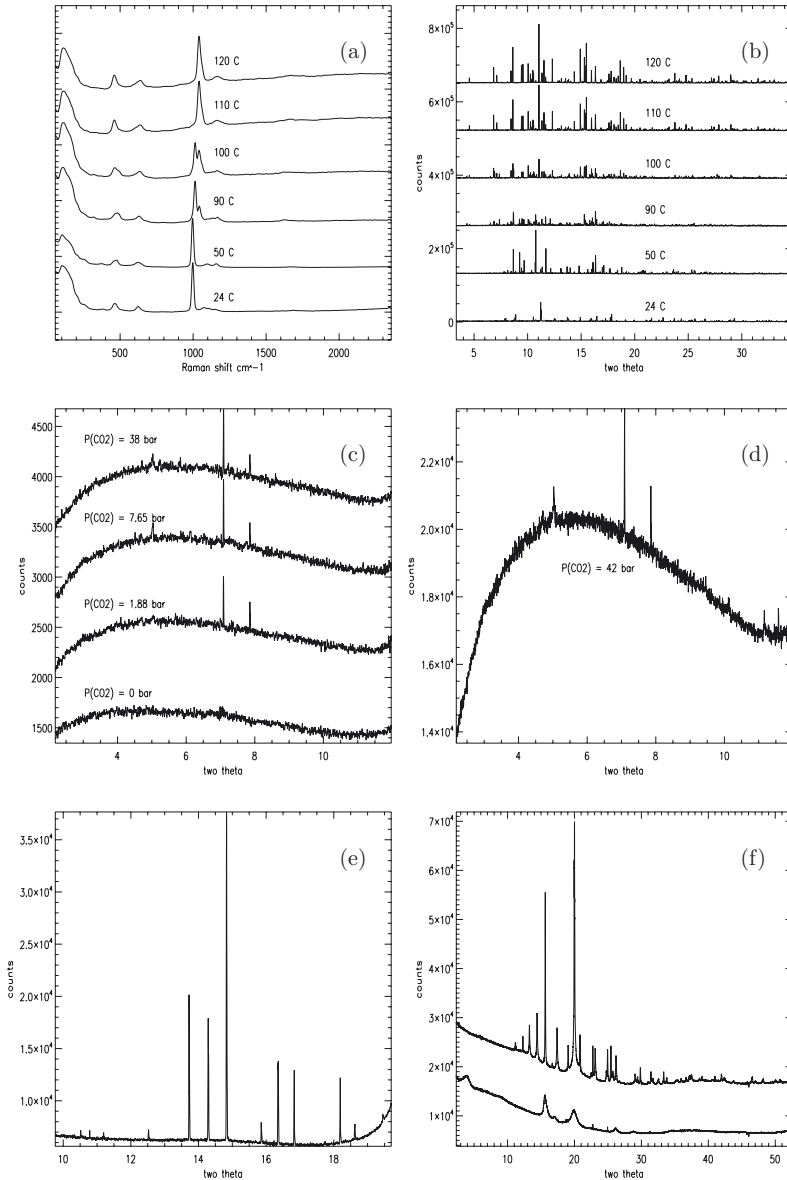 (a)
120 C
110 C
100 C
90 C
50 C
24 C
500 1000 1500 2000
Raman shift cm^-1
(b)
8×10⁵
6×10⁵
4×10⁵
2×10⁵
0
counts
120 C
110 C
100 C
90 C
50 C
24 C
5 10 15 20 25 30
two theta
(c)
4500
4000
3500
3000
2500
2000
1500
counts
P(CO2) = 38 bar
P(CO2) = 7.65 bar
P(CO2) = 1.88 bar
P(CO2) = 0 bar
4 6 8 10
two theta
(d)
2.2×10⁴
2.0×10⁴
1.8×10⁴
1.6×10⁴
1.4×10⁴
counts
P(CO2) = 42 bar
4 6 8 10
two theta
(e)
3.5×10⁴
3.0×10⁴
2.5×10⁴
2.0×10⁴
1.5×10⁴
1.0×10⁴
counts
10 12 14 16 18
two theta
(f)
7×10⁴
6×10⁴
5×10⁴
4×10⁴
3×10⁴
2×10⁴
1×10⁴
counts
10 20 30 40 50
two theta